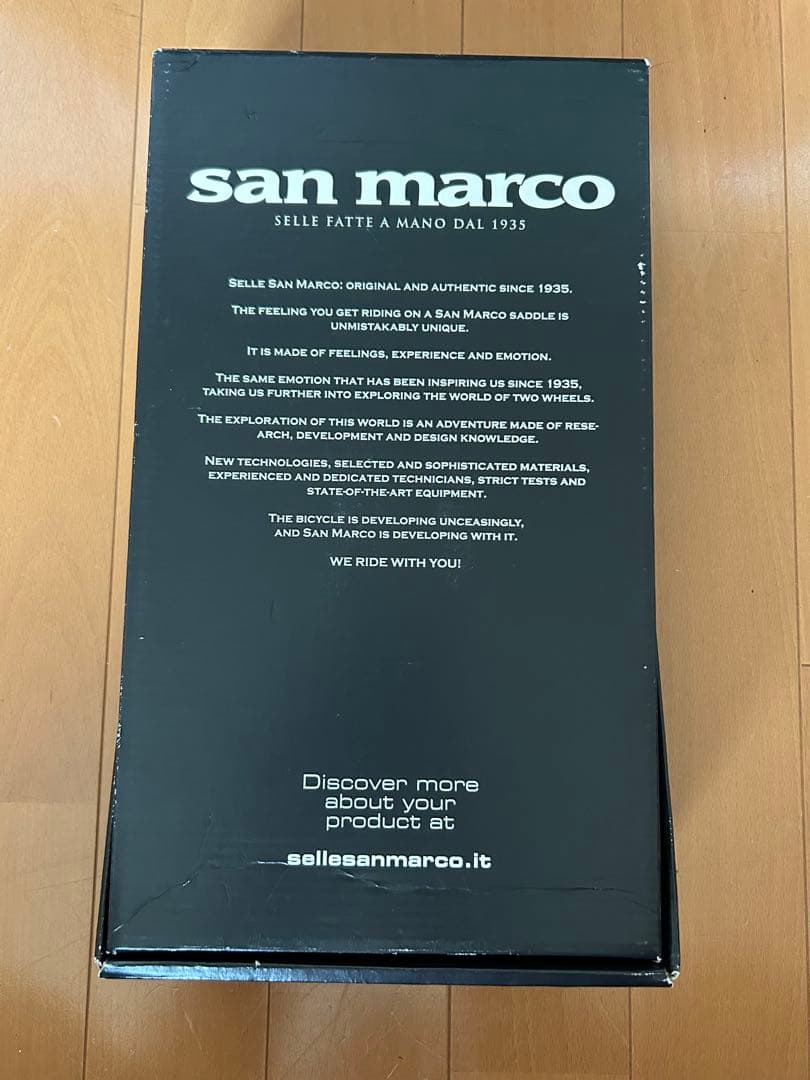 san marco
SELLE FATTE A MANO DAL 1935
SELLE SAN MARCO: ORIGINAL AND AUTHENTIC SINCE 1935.
THE FEELING YOU GET RIDING ON A SAN MARCO SADDLE IS
UNMISTAKABLY UNIQUE.
IT IS MADE OF FEELINGS, EXPERIENCE AND EMOTION.
THE SAME EMOTION THAT HAS BEEN INSPIRING US SINCE 1935,
TAKING US FURTHER INTO EXPLORING THE WORLD OF TWO WHEELS.
THE EXPLORATION OF THIS WORLD IS AN ADVENTURE MADE OF RESE-
ARCH, DEVELOPMENT AND DESIGN KNOWLEDGE.
NEW TECHNOLOGIES, SELECTED AND SOPHISTICATED MATERIALS,
EXPERIENCED AND DEDICATED TECHNICIANS, STRICT TESTS AND
STATE-OF-THE-ART EQUIPMENT.
THE BICYCLE IS DEVELOPING UNCEASINGLY,
AND SAN MARCO IS DEVELOPING WITH IT.
WE RIDE WITH YOU!
Discover more
about your
product at
sellesanmarco.it